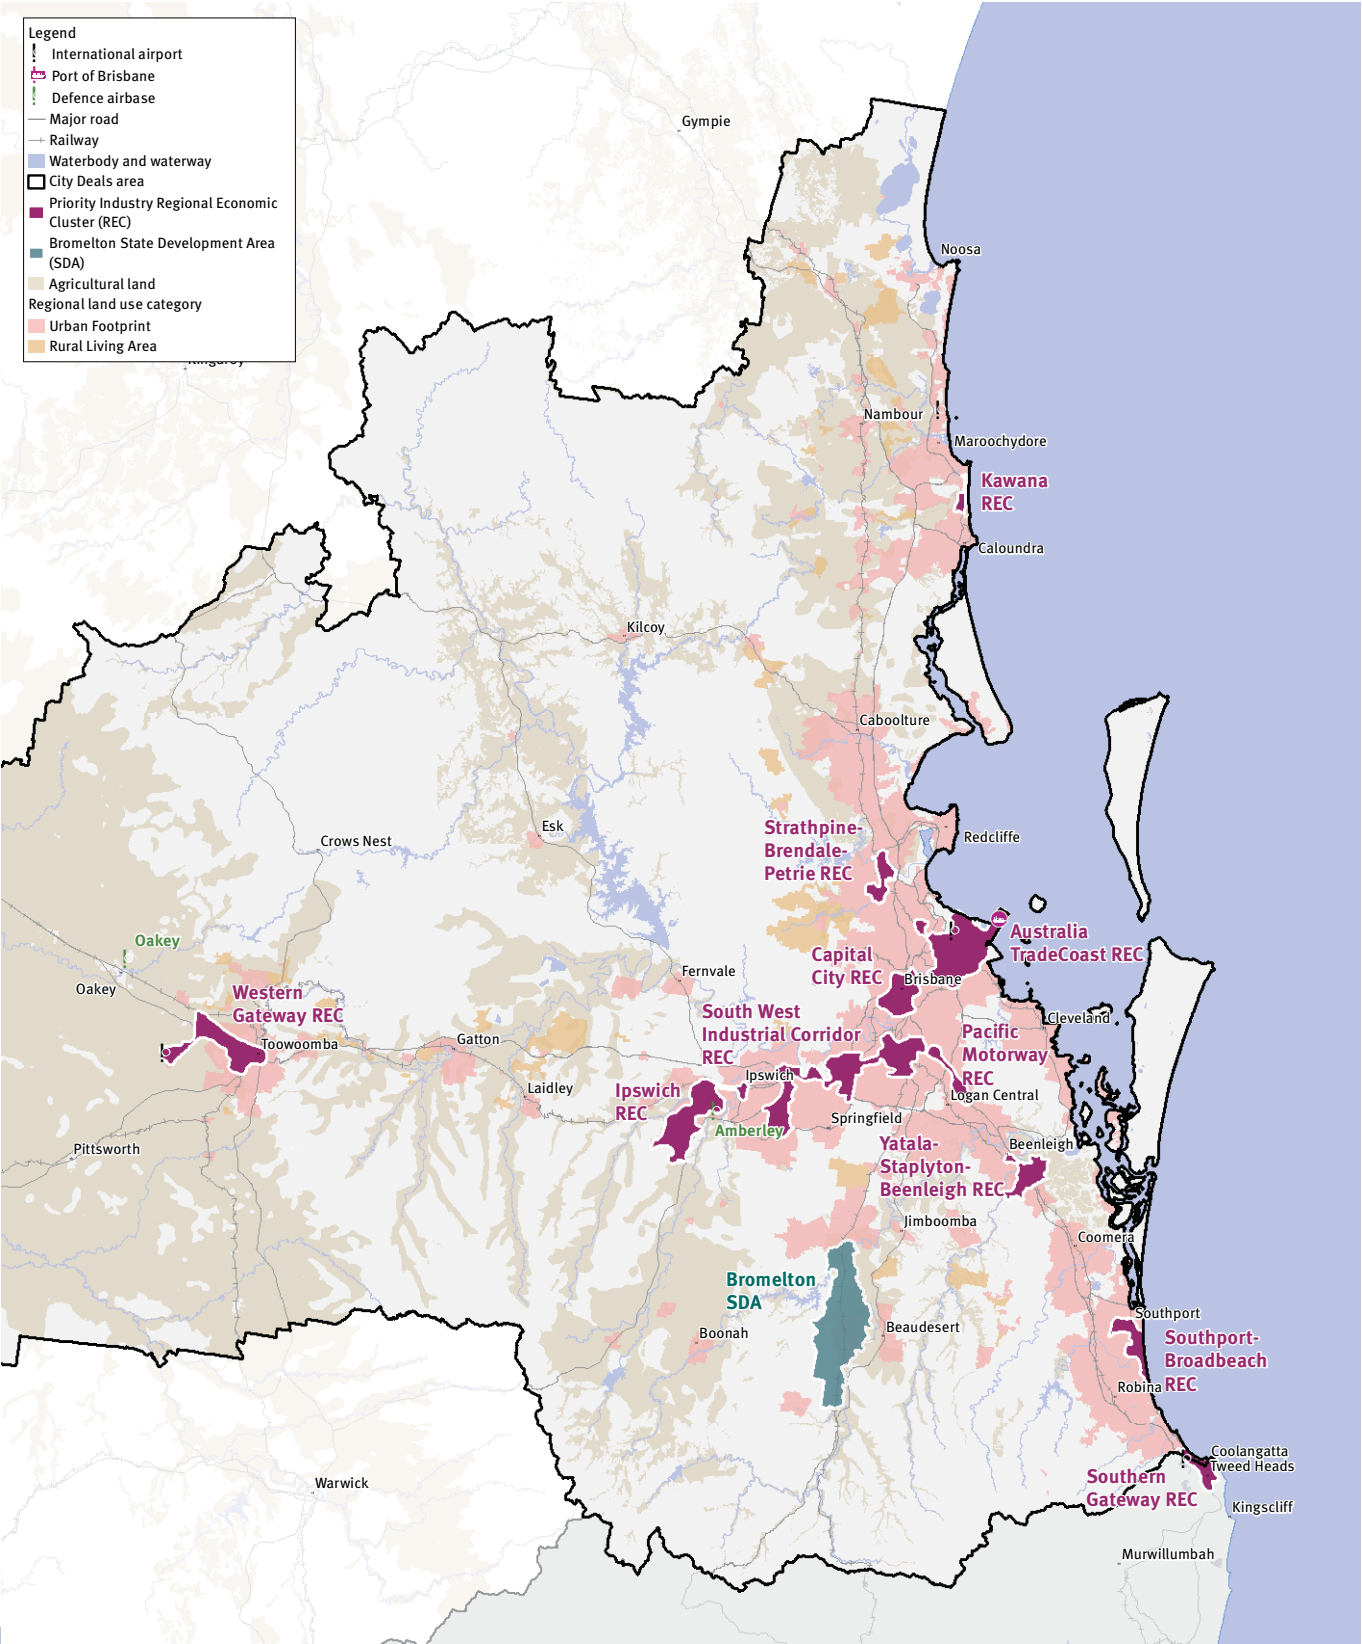 Legend
International airport
Port of Brisbane
Defence airbase
Major road
Railway
Waterbody and waterway
City Deals area
Priority Industry Regional Economic
Cluster (REC)
Bromelton State Development Area
(SDA)
Agricultural land
Regional land use category
Urban Footprint
Rural Living Area
Gympie
Noosa
Nambour
Maroochydore
Kawana
REC
Caloundra
Kilcoy
Caboolture
Esk
Crows Nest
Strathpine-
Brendale-
Petrie REC
Redcliffe
Oakey
Oakey
Australia
TradeCoast REC
Capital
City REC
Brisbane
Fernvale
Western
Gateway REC
Toowoomba
Gatton
South West
Industrial Corridor
REC
Cleveland
Pacific
Motorway
REC
Ipswich
Laidley
Ipswich
REC
Logan Central
Springfield
Amberley
Pittsworth
Yatala-
Staplyton-
Beenleigh REC
Beenleigh
Jimboomba
Coomera
Bromelton
SDA
Southport
Boonah
Beaudesert
Southport-
Broadbeach
REC
Robina
Coolangatta
Tweed Heads
Southern
Gateway REC
Warwick
Kingscliff
Murwillumbah